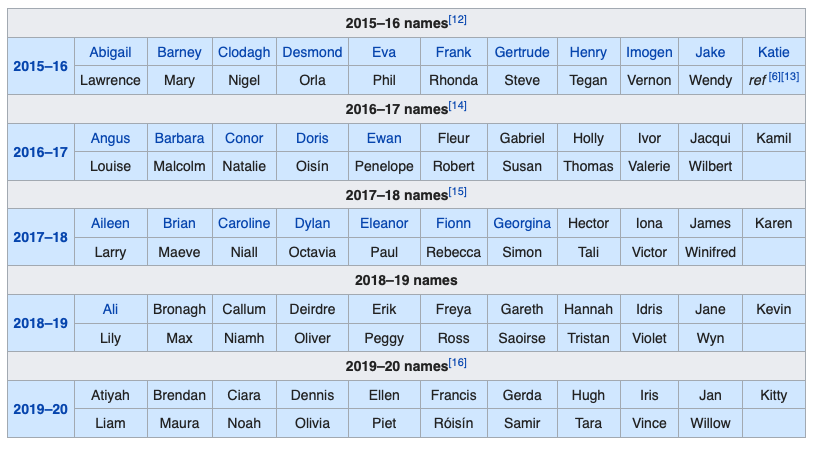 2015–16 names[12]
2015–16 Abigail Barney Clodagh Desmond Eva Frank Gertrude Henry Imogen Jake Katie
Lawrence Mary Nigel Orla Phil Rhonda Steve Tegan Vernon Wendy ref [6][13]
2016–17 names[14]
2016–17 Angus Barbara Conor Doris Ewan Fleur Gabriel Holly Ivor Jacqui Kamil
Louise Malcolm Natalie Oisín Penelope Robert Susan Thomas Valerie Wilbert
2017–18 names[15]
2017–18 Aileen Brian Caroline Dylan Eleanor Fionn Georgina Hector Iona James Karen
Larry Maeve Niall Octavia Paul Rebecca Simon Tali Victor Winifred
2018–19 names
2018–19 Ali Bronagh Callum Deirdre Erik Freya Gareth Hannah Idris Jane Kevin
Lily Max Niamh Oliver Peggy Ross Saoirse Tristan Violet Wyn
2019–20 names[16]
2019–20 Atiyah Brendan Ciara Dennis Ellen Francis Gerda Hugh Iris Jan Kitty
Liam Maura Noah Olivia Piet Róisín Samir Tara Vince Willow